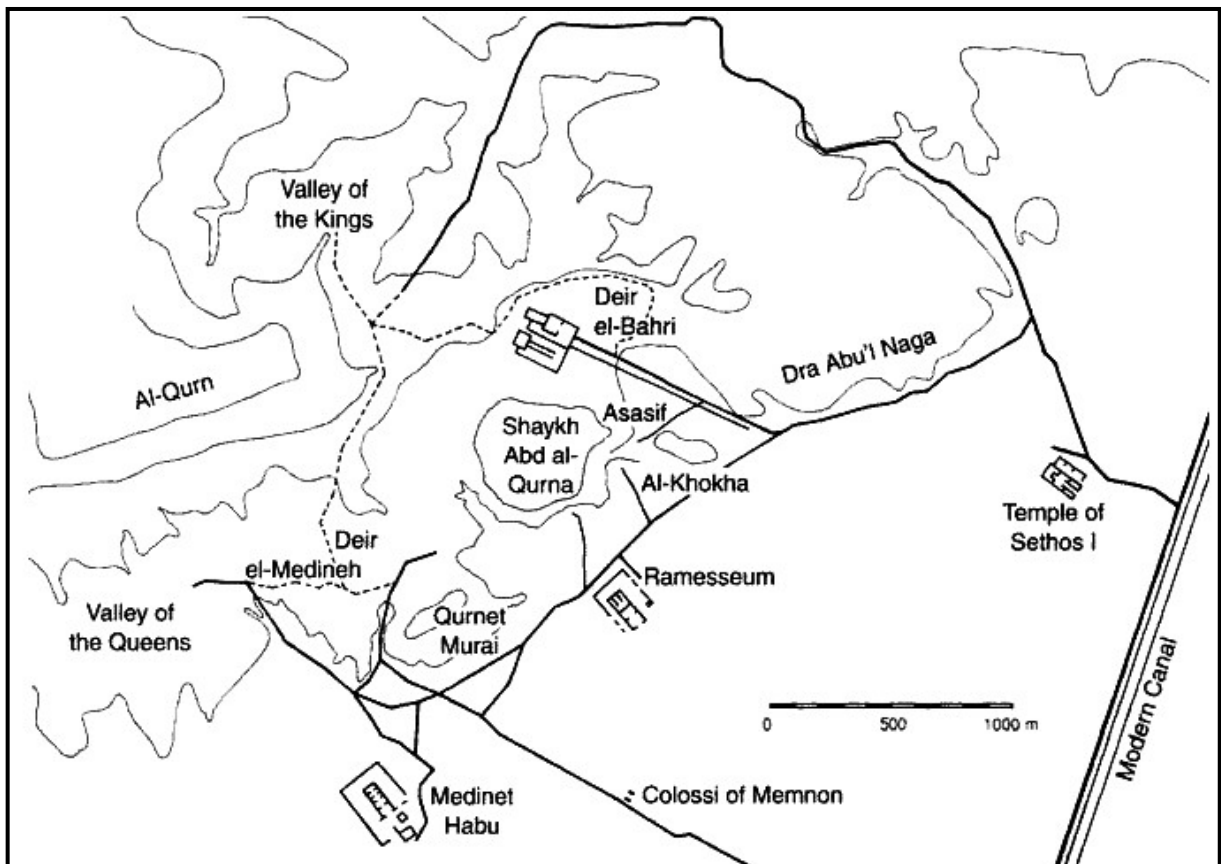 Valley of
the Kings
Deir
el-Bahri
Dra Abu'l Naga
Al-Qurn
Asasif
Shaykh
Abd al-
Qurna
Al-Khokha
Temple of
Sethos I
Deir
el-Medineh
Ramesseum
Valley of
the Queens
Qurnet
Murai
0 500 1000 m
Modern Canal
Medinet
Habu
Colossi of Memnon